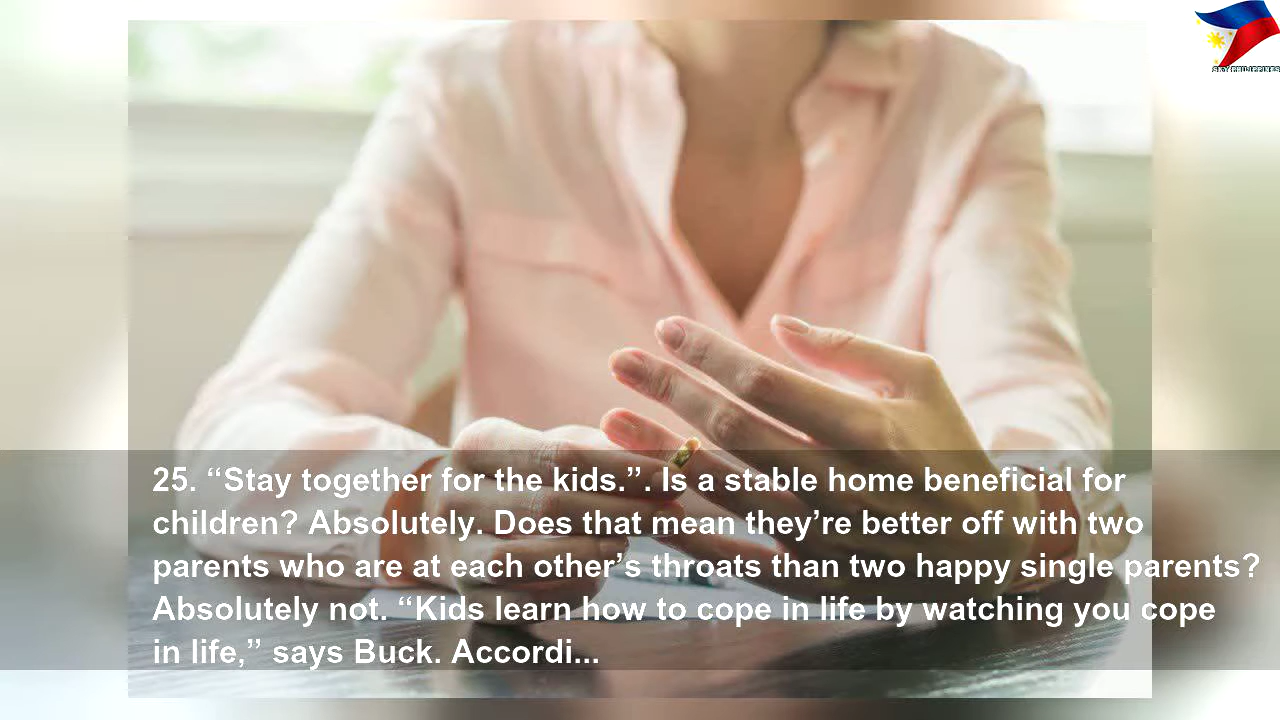 SKY PHILIPPINES
25. “Stay together for the kids.”. Is a stable home beneficial for
children? Absolutely. Does that mean they’re better off with two
parents who are at each other’s throats than two happy single parents?
Absolutely not. “Kids learn how to cope in life by watching you cope
in life,” says Buck. Accordi...